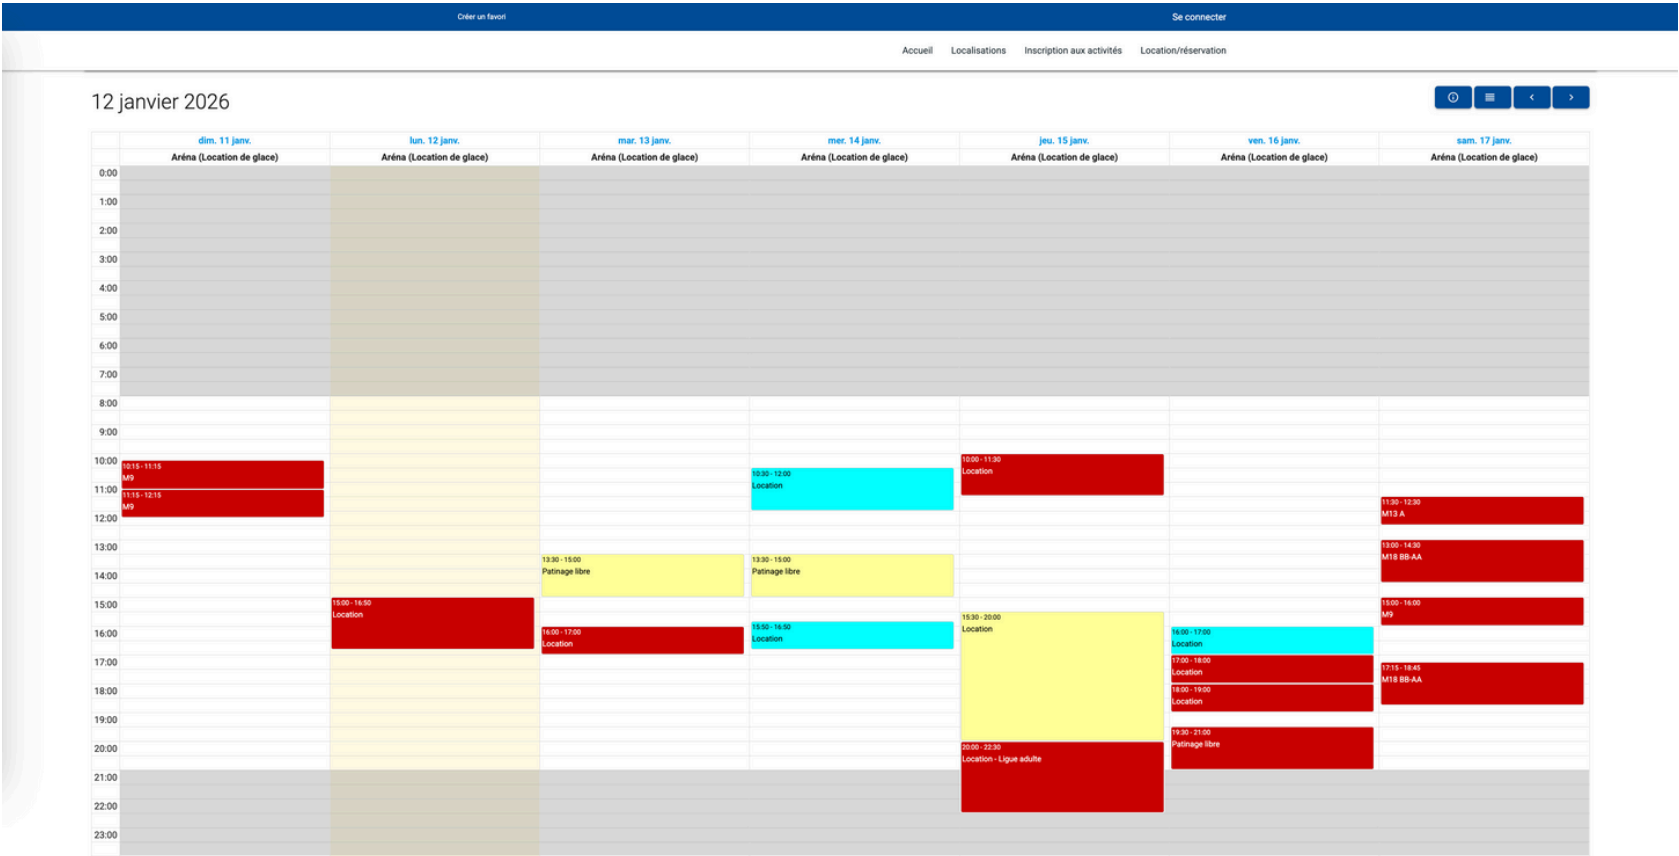 Créer un favori
Se connecter
Accueil Localisations Inscription aux activités Location/réservation
12 janvier 2026
dim. 11 janv. lun. 12 janv. mar. 13 janv. mer. 14 janv. jeu. 15 janv. ven. 16 janv. sam. 17 janv.
Aréna (Location de glace) Aréna (Location de glace) Aréna (Location de glace) Aréna (Location de glace) Aréna (Location de glace) Aréna (Location de glace) Aréna (Location de glace)
0:00
1:00
2:00
3:00
4:00
5:00
6:00
7:00
8:00
9:00
10:00
11:00
12:00
13:00
14:00
15:00
16:00
17:00
18:00
19:00
20:00
21:00
22:00
23:00
10:15 - 11:15
M9
11:15 - 12:15
M9
15:00 - 16:50
Location
13:30 - 15:00
Patinage libre
16:00 - 17:00
Location
10:30 - 12:00
Location
13:30 - 15:00
Patinage libre
15:50 - 16:50
Location
10:00 - 11:30
Location
15:30 - 20:00
Location
20:00 - 22:30
Location - Ligue adulte
16:00 - 17:00
Location
17:00 - 18:00
Location
18:00 - 19:00
Location
19:30 - 21:00
Patinage libre
11:30 - 12:30
M13 A
13:00 - 14:30
M18 BB-AA
15:00 - 16:00
M9
17:15 - 18:45
M18 BB-AA